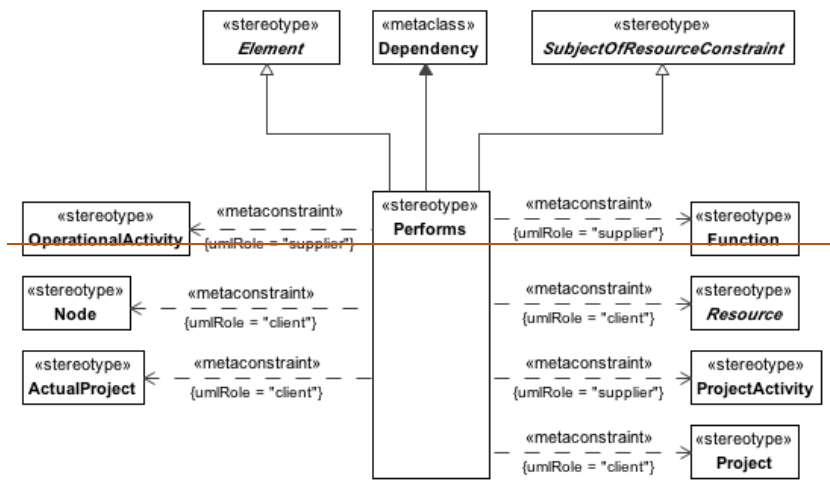 «stereotype»
Element
«metaclass»
Dependency
«stereotype»
SubjectOfResourceConstraint
«stereotype»
OperationalActivity
«metaconstraint»
{umlRole = "supplier"}
«stereotype»
Performs
«metaconstraint»
{umlRole = "supplier"}
«stereotype»
Function
«stereotype»
Node
«metaconstraint»
{umlRole = "client"}
«metaconstraint»
{umlRole = "client"}
«stereotype»
Resource
«stereotype»
ActualProject
«metaconstraint»
{umlRole = "client"}
«metaconstraint»
{umlRole = "supplier"}
«stereotype»
ProjectActivity
«metaconstraint»
{umlRole = "client"}
«stereotype»
Project